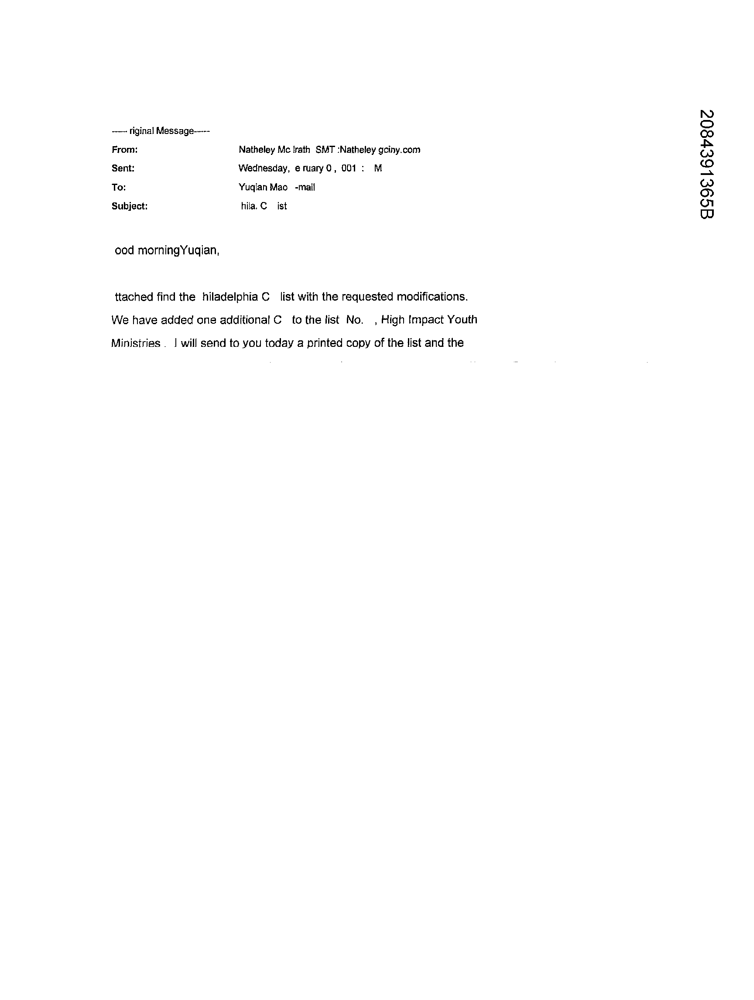 ----- riginal Message-----
From: Natheley Mc lrath SMT :Natheley gciny.com
Sent: Wednesday, e ruary 0 , 001 : M
To: Yuqian Mao -mail
Subject: hila. C ist
ood morningYuqian,
ttached find the hiladelphia C list with the requested modifications.
We have added one additional C to the list No. , High Impact Youth
Ministries . I will send to you today a printed copy of the list and the
2084391365B